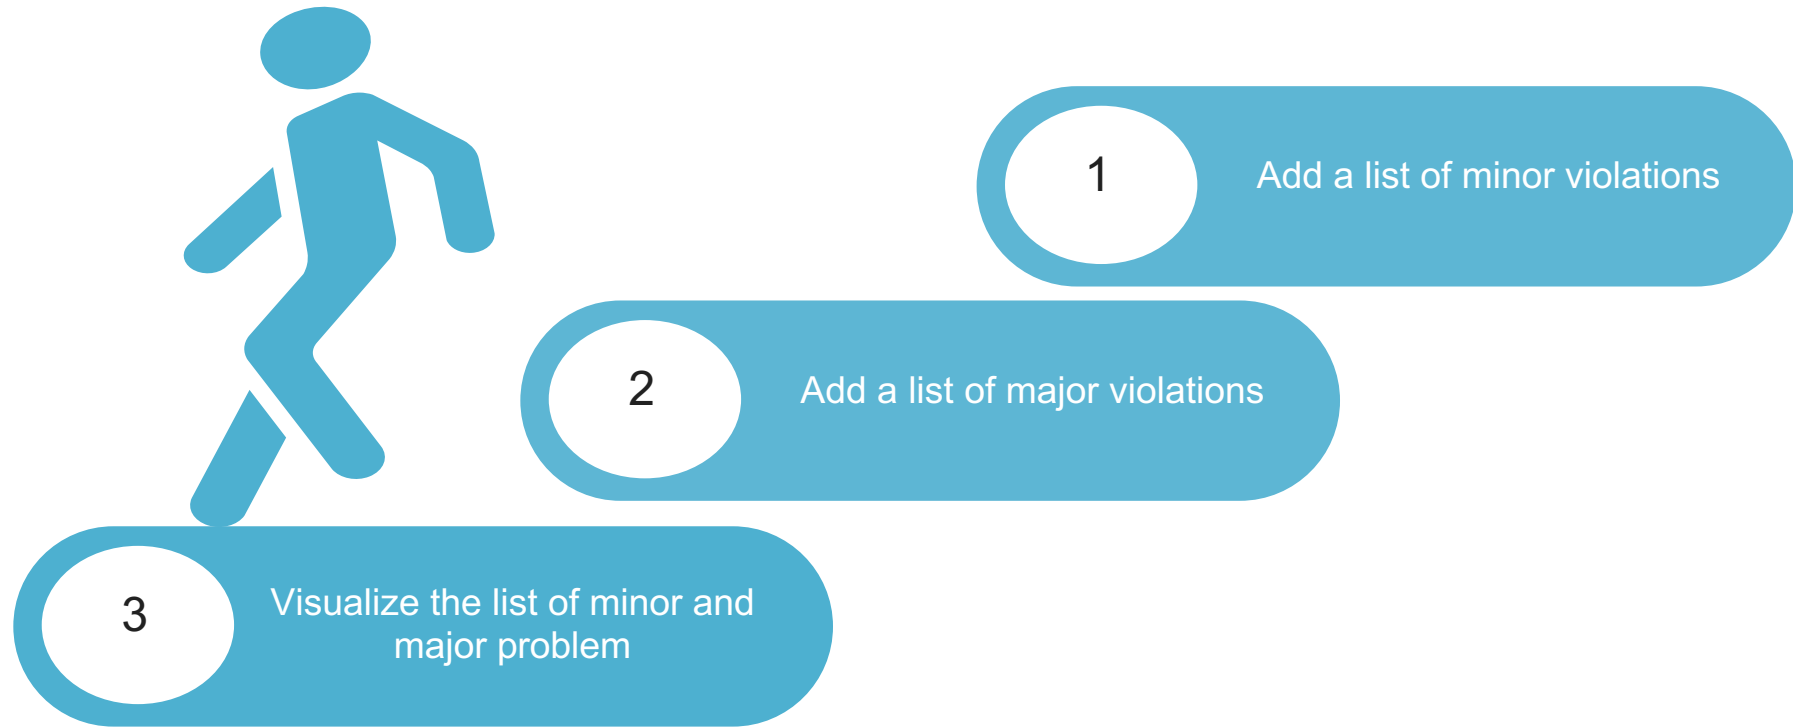 1
Add a list of minor violations
2
Add a list of major violations
3
Visualize the list of minor and
major problem